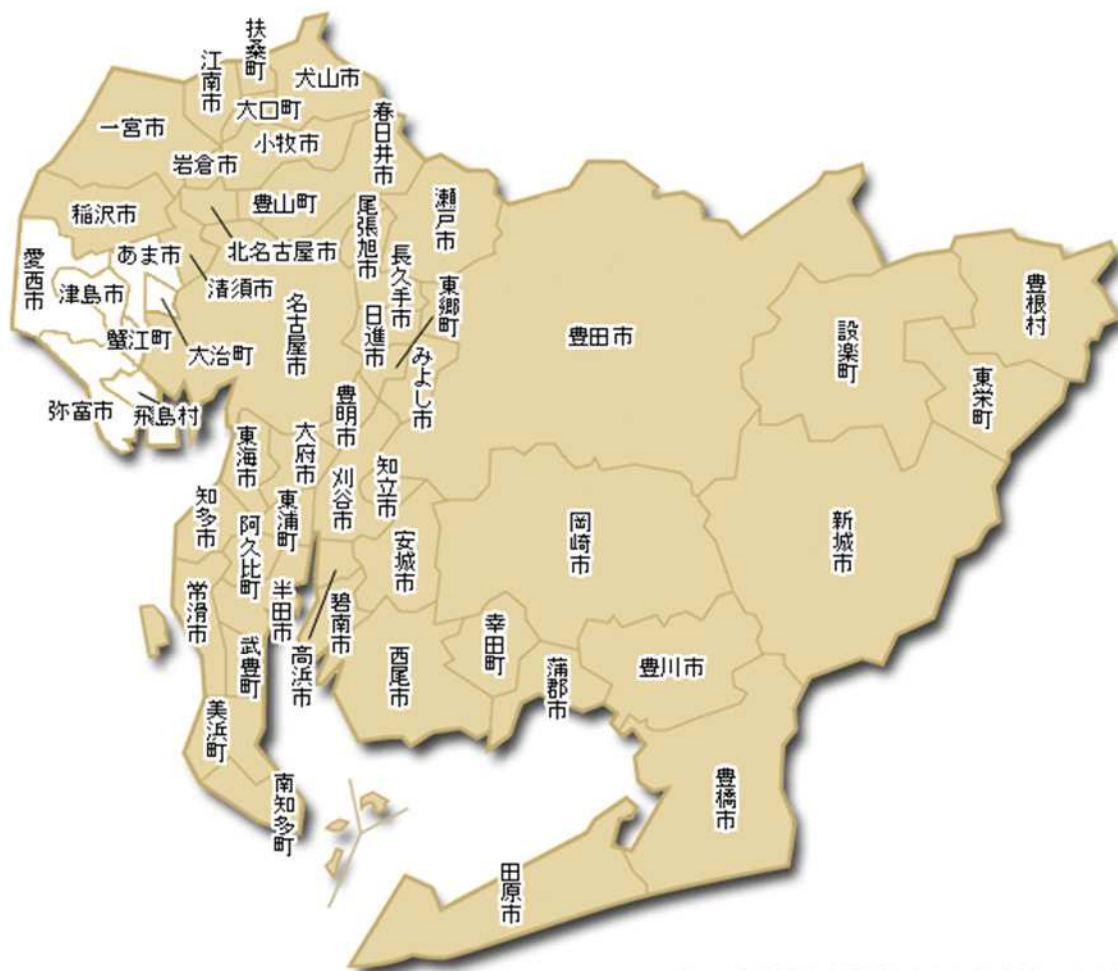 扶桑町
江南市
犬山市
大口町
春日井市
一宮市
小牧市
岩倉市
瀬戸市
豊山町
稲沢市
尾張旭市
北名古屋市
あま市
長久手市
愛西市
清須市
東郷町
豊根村
津島市
名古屋市
日進市
豊田市
設楽町
蟹江町
大治町
みよし市
東栄町
豊明市
弥富市
飛島村
東海市
大府市
知立市
刈谷市
知多市
東浦町
阿久比町
岡崎市
新城市
安城市
常滑市
半田市
碧南市
武豊町
高浜市
西尾市
幸田町
蒲郡市
豊川市
美浜町
南知多町
豊橋市
田原市